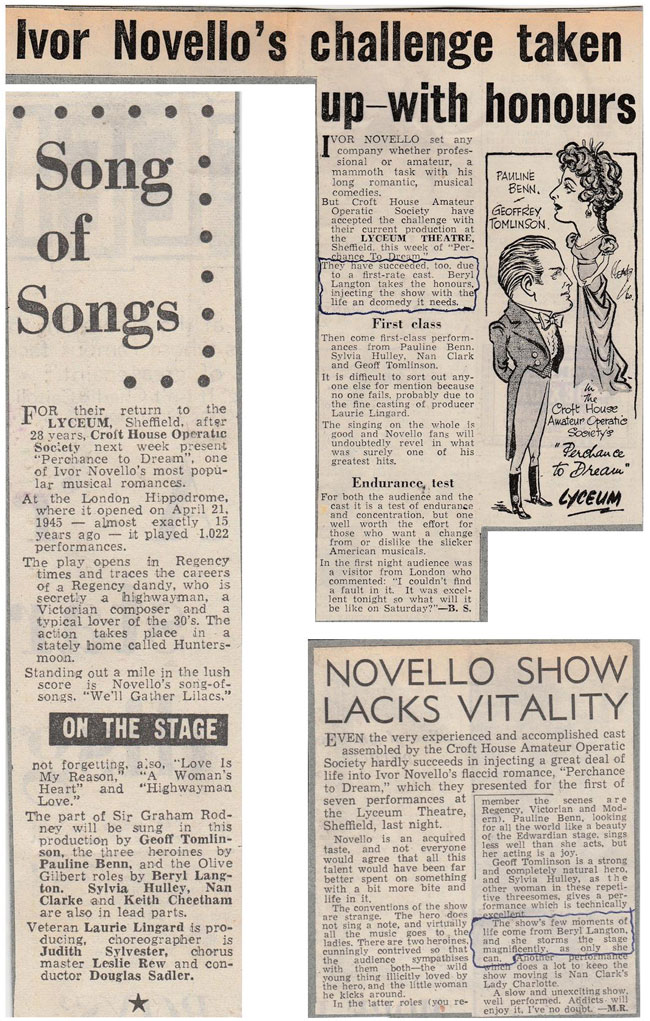 Ivor Novello's challenge taken
up—with honours
IVOR NOVELLO set any
company whether profes-
sional or amateur, a
mammoth task with his
long romantic, musical
comedies.
But Croft House Amateur
Operatic Society have
accepted the challenge with
their current production at
the LYCEUM THEATRE,
Sheffield, this week of "Per-
chance To Dream."
They have succeeded, too, due
to a first-rate cast. Beryl
Langton takes the honours,
injecting the show with the
life an dcomedy it needs.
First class
Then come first-class perform-
ances from Pauline Benn,
Sylvia Hulley, Nan Clark
and Geoff Tomlinson.
It is difficult to sort out any-
one else for mention because
no one fails, probably due to
the fine casting of producer
Laurie Lingard.
The singing on the whole is
good and Novello fans will
undoubtedly revel in what
was surely one of his
greatest hits.
Endurance test
For both the audience and the
cast it is a test of endurance
and concentration, but one
well worth the effort for
those who want a change
from or dislike the slicker
American musicals.
In the first night audience was
a visitor from London who
commented: "I couldn't find
a fault in it. It was excel-
lent tonight so what will it
be like on Saturday?"—B. S.
PAULINE
BENN.
GEOFFREY
TOMLINSON.
in
the
Croft House
Amateur Operatic
Society's
"Perchance
to Dream"
LYCEUM
Song
of
Songs
FOR their return to the
LYCEUM, Sheffield, after
28 years, Croft House Operatic
Society next week present
"Perchance to Dream", one
of Ivor Novello's most popu-
lar musical romances.
At the London Hippodrome,
where it opened on April 21,
1945 — almost exactly 15
years ago — it played 1,022
performances.
The play opens in Regency
times and traces the careers
of a Regency dandy, who is
secretly a highwayman, a
Victorian composer and a
typical lover of the 30's. The
action takes place in a
stately home called Hunters-
moon.
Standing out a mile in the lush
score is Novello's song-of-
songs, "We'll Gather Lilacs."
ON THE STAGE
not forgetting, also, "Love Is
My Reason," "A Woman's
Heart" and "Highwayman
Love."
The part of Sir Graham Rod-
ney will be sung in this
production by Geoff Tomlin-
son, the three heroines by
Pauline Benn, and the Olive
Gilbert roles by Beryl Lang-
ton. Sylvia Hulley, Nan
Clarke and Keith Cheetham
are also in lead parts.
Veteran Laurie Lingard is pro-
ducing, choreographer is
Judith Sylvester, chorus
master Leslie Rew and con-
ductor Douglas Sadler.
NOVELLO SHOW
LACKS VITALITY
EVEN the very experienced and accomplished cast
assembled by the Croft House Amateur Operatic
Society hardly succeeds in injecting a great deal of
life into Ivor Novello's flaccid romance, "Perchance
to Dream," which they presented for the first of
seven performances at
the Lyceum Theatre,
Sheffield, last night.
Novello is an acquired
taste, and not everyone
would agree that all this
talent would have been far
better spent on something
with a bit more bite and
life in it.
The conventions of the show
are strange. The hero does
not sing a note, and virtually
all the music goes to the
ladies. There are two heroines,
cunningly contrived so that
the audience sympathises
with them both—the wild
young thing illicitly loved by
the hero, and the little woman
he kicks around.
In the latter roles (you re-
member the scenes are
Regency, Victorian and Mod-
ern), Pauline Benn, looking
for all the world like a beauty
of the Edwardian stage, sings
less well than she acts, but
her acting is a joy.
Geoff Tomlinson is a strong
and completely natural hero,
and Sylvia Hulley, as the
other woman in these repeti-
tive threesomes, gives a per-
formance which is technically
excellent.
The show's few moments of
life come from Beryl Langton,
and she storms the stage
magnificently, as only she
can. Another performance
which does a lot to keep the
show moving is Nan Clark's
Lady Charlotte.
A slow and unexciting show,
well performed. Addicts will
enjoy it, I've no doubt. —M.R.